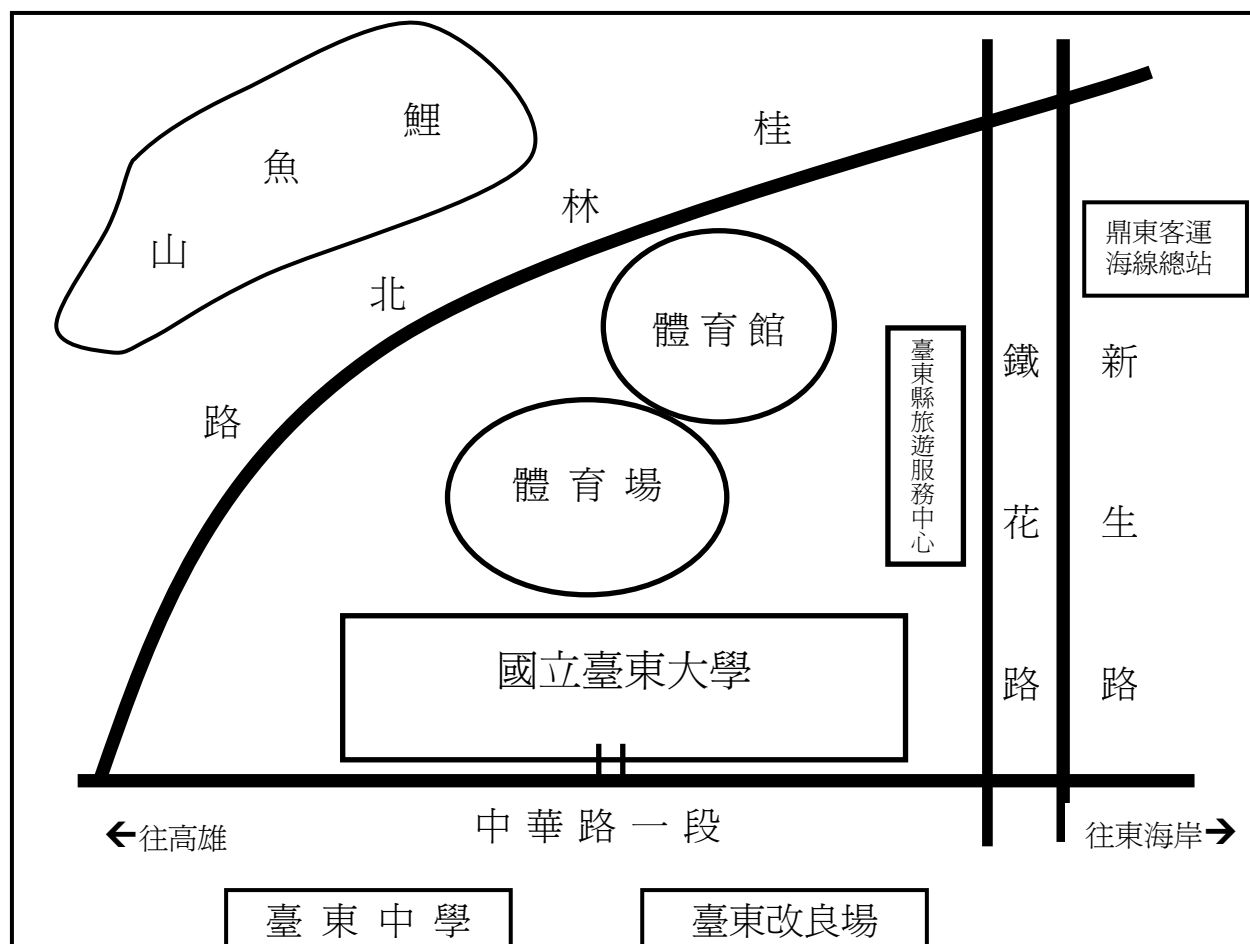 鯉魚山
桂林北路
鼎東客運
海線總站
體育館
臺東縣旅遊服務中心
鐵花路
新生路
體育場
國立臺東大學
中華路一段
←往高雄
往東海岸→
臺東中學
臺東改良場